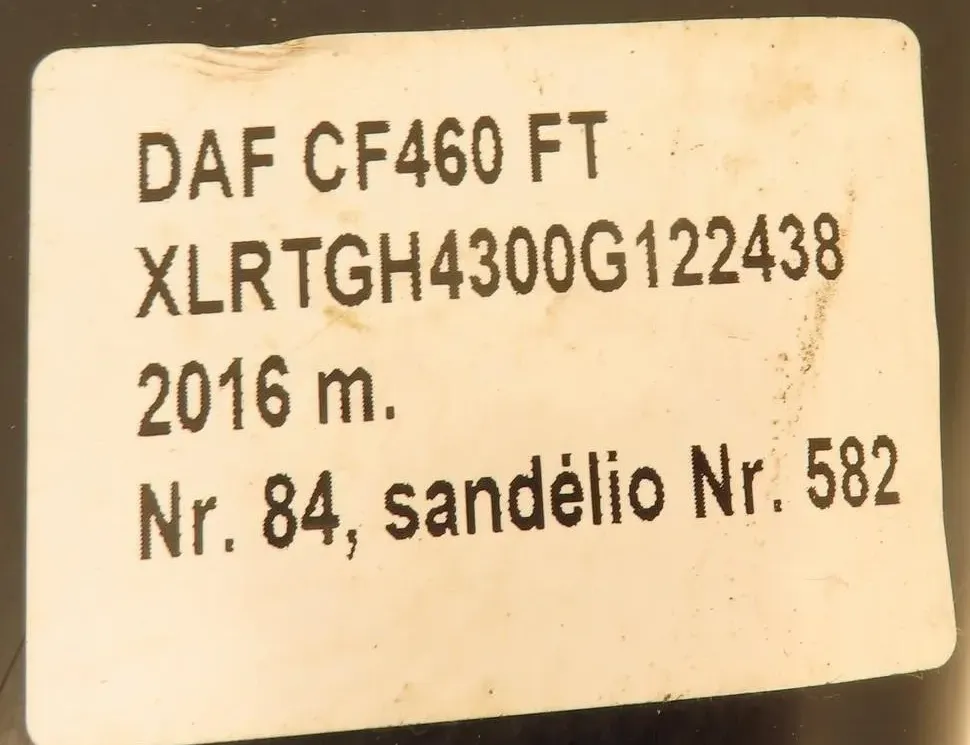 DAF CF460 FT
XLRTGH4300G122438
2016 m.
Nr. 84, sandėlio Nr. 582